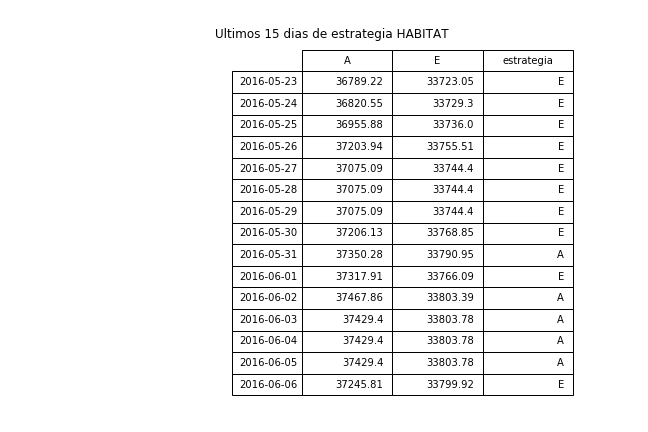 Ultimos 15 dias de estrategia HABITAT
A E estrategia
2016-05-23 36789.22 33723.05 E
2016-05-24 36820.55 33729.3 E
2016-05-25 36955.88 33736.0 E
2016-05-26 37203.94 33755.51 E
2016-05-27 37075.09 33744.4 E
2016-05-28 37075.09 33744.4 E
2016-05-29 37075.09 33744.4 E
2016-05-30 37206.13 33768.85 E
2016-05-31 37350.28 33790.95 A
2016-06-01 37317.91 33766.09 E
2016-06-02 37467.86 33803.39 A
2016-06-03 37429.4 33803.78 A
2016-06-04 37429.4 33803.78 A
2016-06-05 37429.4 33803.78 A
2016-06-06 37245.81 33799.92 E